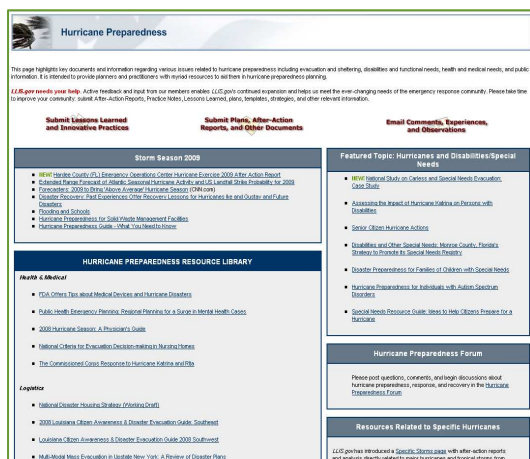 Hurricane Preparedness
This page highlights key documents and information regarding various issues related to hurricane preparedness including evacuation and sheltering, disabilities and functional needs, health and medical needs, and public
information. It is intended to provide planners and practitioners with myriad resources to aid them in hurricane preparedness planning.
LLIS.gov needs your help. Active feedback and input from our members enables LLIS.gov's continued expansion and helps us meet the ever-changing needs of the emergency response community. Please take time
to improve your community: submit After-Action Reports, Practice Notes, Lessons Learned, plans, templates, strategies, and other relevant information.
Submit Lessons Learned
and Innovative Practices
Submit Plans, After-Action
Reports, and Other Documents
Email Comments, Experiences,
and Observations
Storm Season 2009
NEW! Hardee County (FL) Emergency Operations Center Hurricane Exercise 2009 After Action Report
Extended Range Forecast of Atlantic Seasonal Hurricane Activity and US Landfall Strike Probability for 2009
Forecasters: 2009 to Bring 'Above Average' Hurricane Season (CNN.com)
Disaster Recovery: Past Experiences Offer Recovery Lessons for Hurricanes Ike and Gustav and Future
Disasters
Flooding and Schools
Hurricane Preparedness for Solid Waste Management Facilities
Hurricane Preparedness Guide - What You Need to Know
HURRICANE PREPAREDNESS RESOURCE LIBRARY
Health & Medical
FDA Offers Tips about Medical Devices and Hurricane Disasters
Public Health Emergency Planning: Regional Planning for a Surge in Mental Health Cases
2008 Hurricane Season: A Physician's Guide
National Criteria for Evacuation Decision-making in Nursing Homes
The Commissioned Corps Response to Hurricane Katrina and Rita
Logistics
National Disaster Housing Strategy (Working Draft)
2008 Louisiana Citizen Awareness & Disaster Evacuation Guide: Southeast
Louisiana Citizen Awareness & Disaster Evacuation Guide 2008 Southwest
Multi-Modal Mass Evacuation in Upstate New York: A Review of Disaster Plans
Featured Topic: Hurricanes and Disabilities/Special
Needs
NEW! National Study on Carless and Special Needs Evacuation:
Case Study
Assessing the Impact of Hurricane Katrina on Persons with
Disabilities
Senior Citizen Hurricane Actions
Disabilities and Other Special Needs: Monroe County, Florida's
Strategy to Promote its Special Needs Registry
Disaster Preparedness for Families of Children with Special Needs
Hurricane Preparedness for Individuals with Autism Spectrum
Disorders
Special Needs Resource Guide: Ideas to Help Citizens Prepare for a
Hurricane
Hurricane Preparedness Forum
Please post questions, comments, and begin discussions about
hurricane preparedness, response, and recovery in the Hurricane
Preparedness Forum
Resources Related to Specific Hurricanes
LLIS.gov has introduced a Specific Storms page with after-action reports
and analysis directly related to major hurricanes and tropical storms from